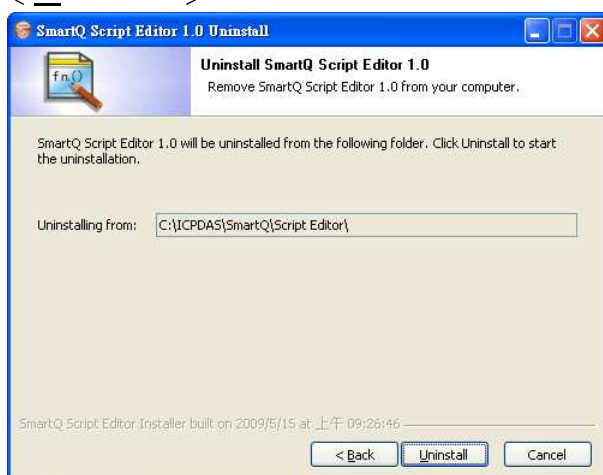 SmartQ Script Editor 1.0 Uninstall
fn()
Uninstall SmartQ Script Editor 1.0
Remove SmartQ Script Editor 1.0 from your computer.
SmartQ Script Editor 1.0 will be uninstalled from the following folder. Click Uninstall to start
the uninstallation.
Uninstalling from: C:\ICPDAS\SmartQ\Script Editor\
SmartQ Script Editor Installer built on 2009/5/15 at 上午 09:26:46
< Back Uninstall Cancel